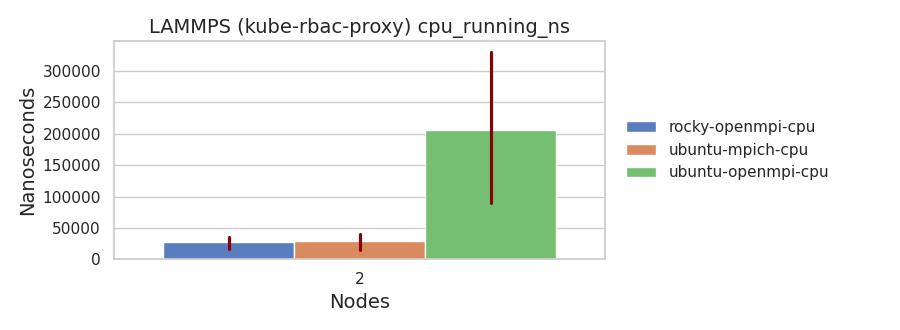 LAMMPS (kube-rbac-proxy) cpu_running_ns
Nanoseconds
300000
250000
200000
150000
100000
50000
0
2
Nodes
rocky-openmpi-cpu
ubuntu-mpich-cpu
ubuntu-openmpi-cpu